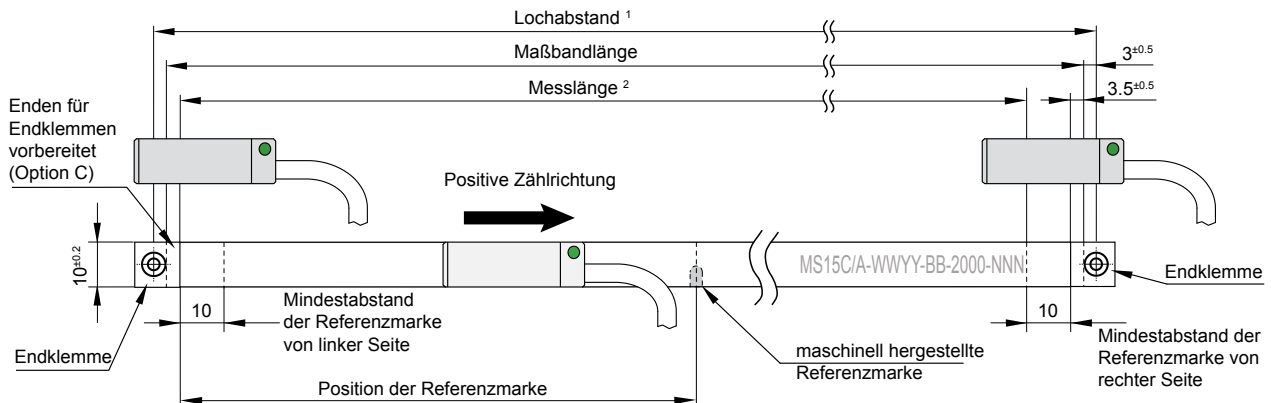 Lochabstand ¹
Maßbandlänge
3±0.5
Messlänge ²
3.5±0.5
Enden für
Endklemmen
vorbereitet
(Option C)
Positive Zählrichtung
10±0.2
MS15C/A-WWYY-BB-2000-NNN
Endklemme
10
Mindestabstand
der Referenzmarke
von linker Seite
10
Mindestabstand der
Referenzmarke von
rechter Seite
Endklemme
maschinell hergestellte
Referenzmarke
Position der Referenzmarke